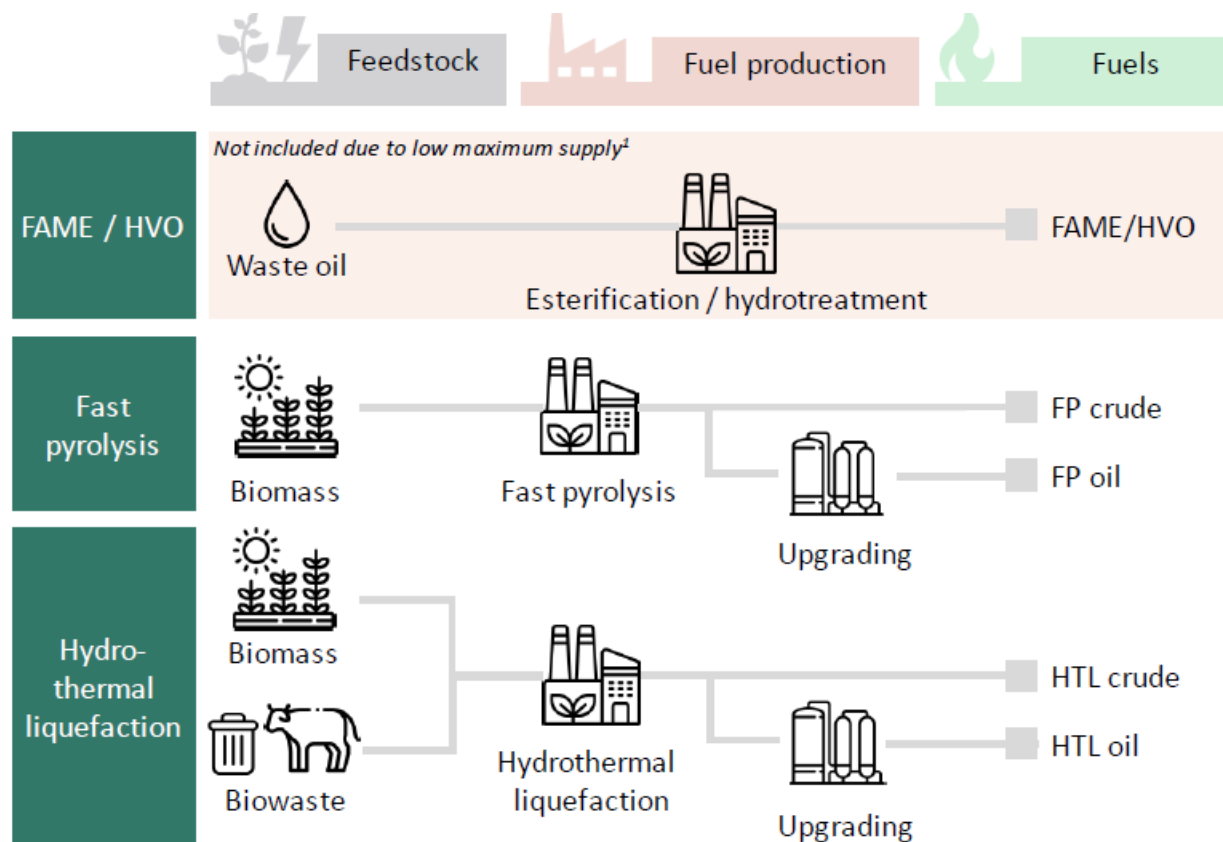 Feedstock
Fuel production
Fuels
FAME / HVO
Not included due to low maximum supply¹
Waste oil
Esterification / hydrotreatment
FAME/HVO
Fast
pyrolysis
Biomass
Fast pyrolysis
Upgrading
FP crude
FP oil
Hydro-
thermal
liquefaction
Biomass
Biowaste
Hydrothermal
liquefaction
Upgrading
HTL crude
HTL oil